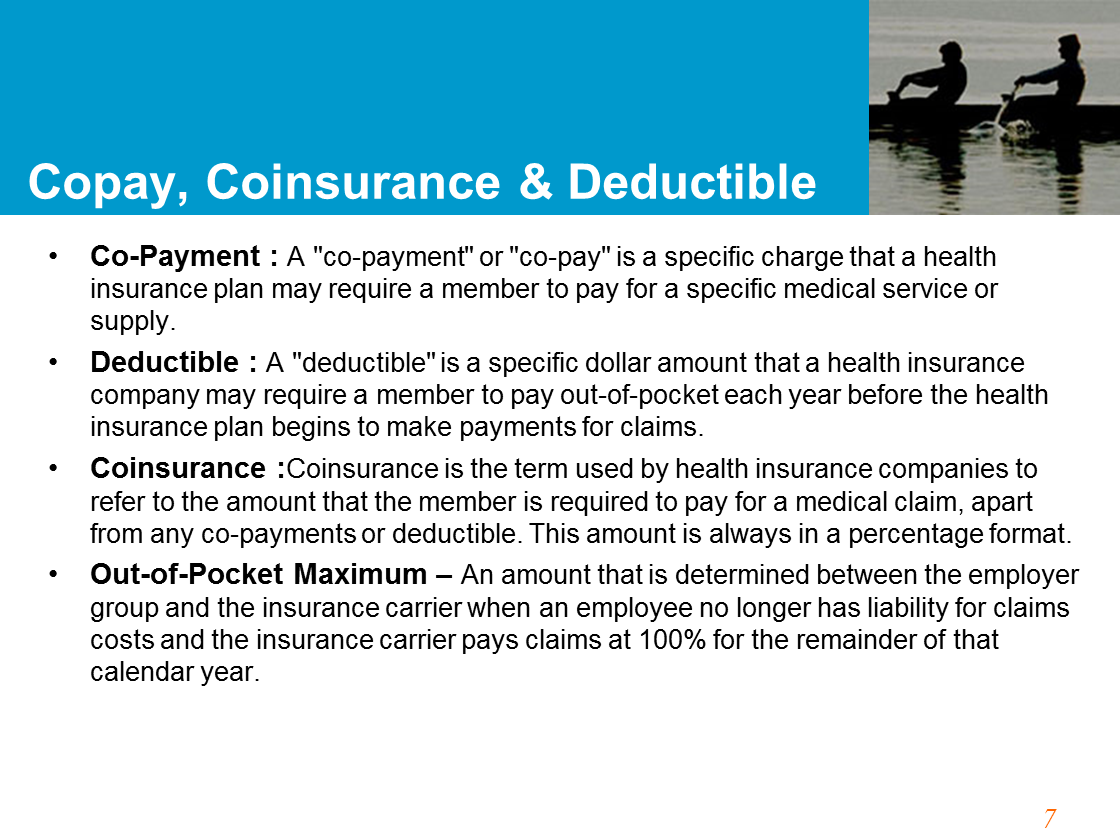 Copay, Coinsurance & Deductible
• Co-Payment : A "co-payment" or "co-pay" is a specific charge that a health
insurance plan may require a member to pay for a specific medical service or
supply.
• Deductible : A "deductible" is a specific dollar amount that a health insurance
company may require a member to pay out-of-pocket each year before the health
insurance plan begins to make payments for claims.
• Coinsurance :Coinsurance is the term used by health insurance companies to
refer to the amount that the member is required to pay for a medical claim, apart
from any co-payments or deductible. This amount is always in a percentage format.
• Out-of-Pocket Maximum – An amount that is determined between the employer
group and the insurance carrier when an employee no longer has liability for claims
costs and the insurance carrier pays claims at 100% for the remainder of that
calendar year.
7